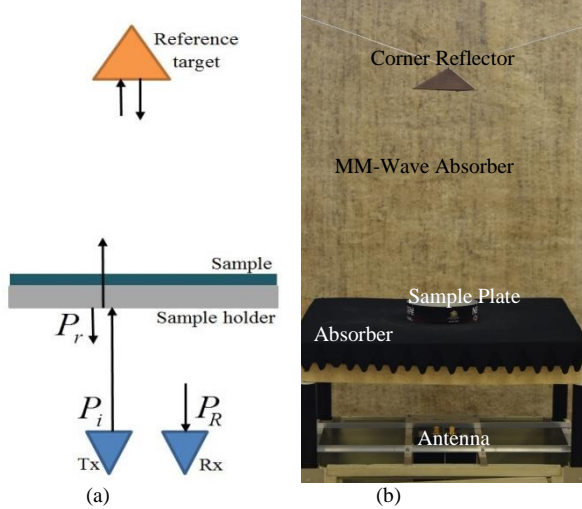 Reference
target
Sample
Sample holder
P_r
P_i
P_R
Tx
Rx
(a)
Corner Reflector
MM-Wave Absorber
Sample Plate
Absorber
Antenna
(b)